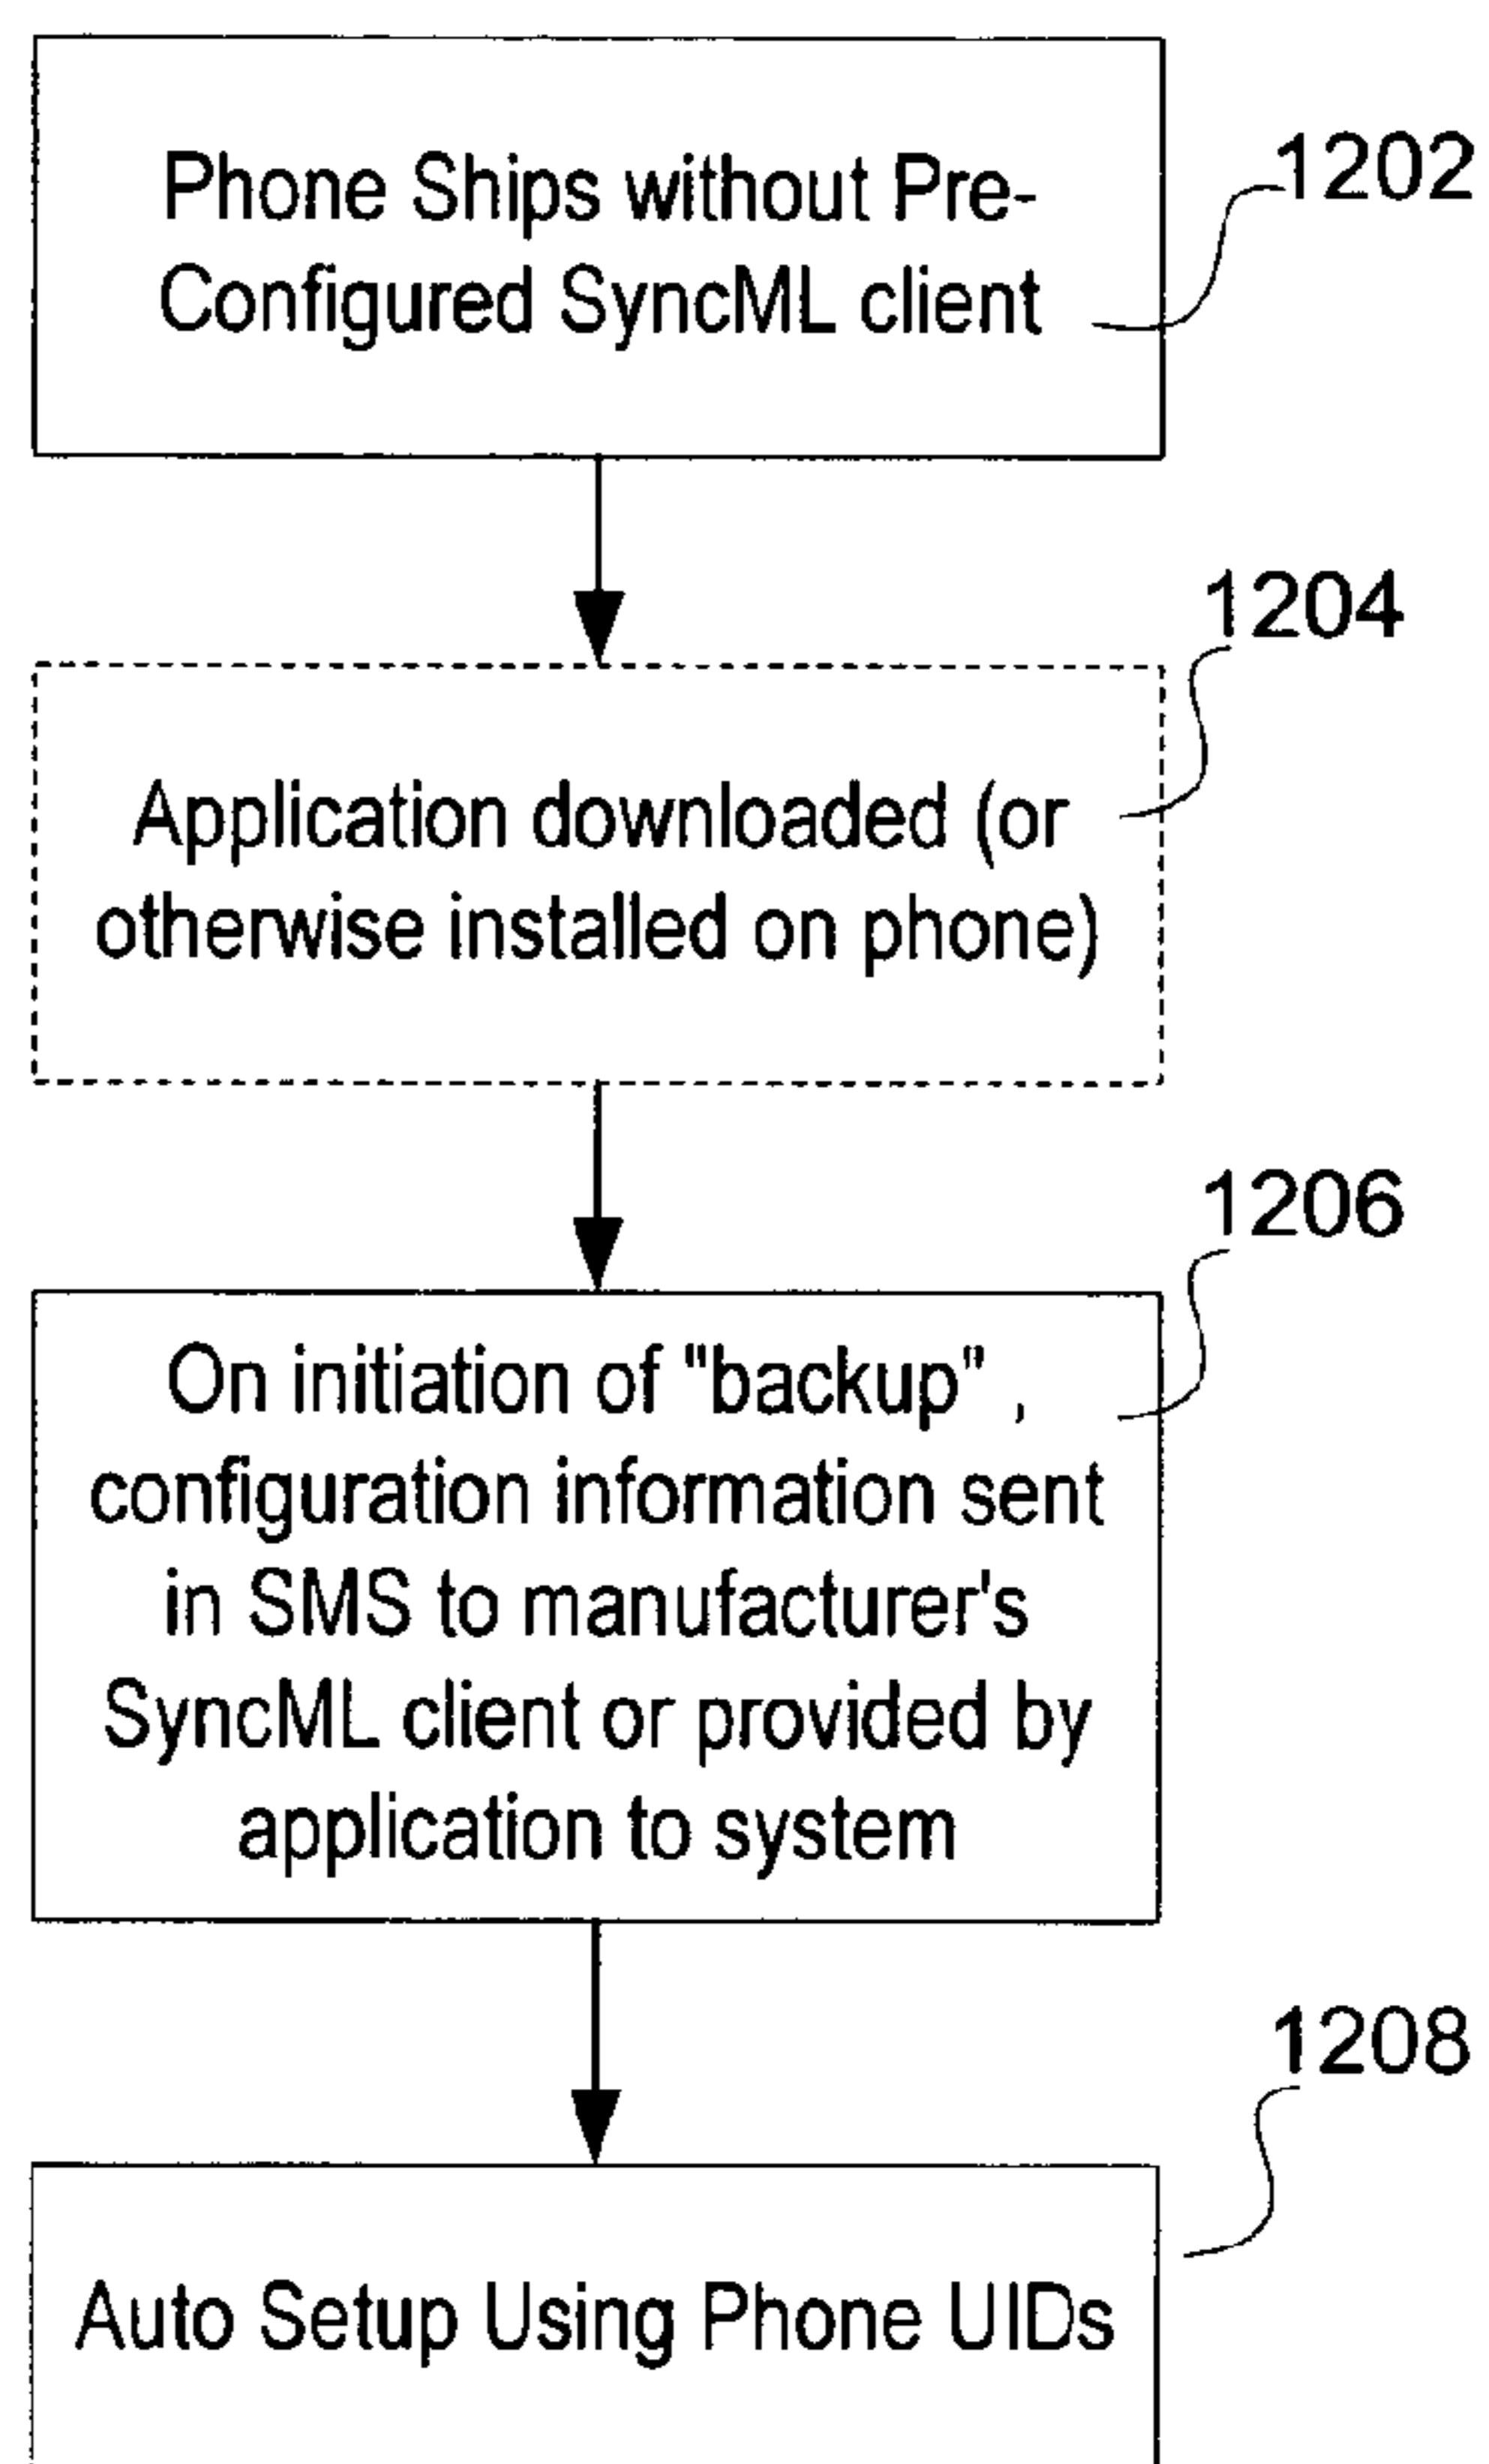 Phone Ships without Pre-
Configured SyncML client
1202
1204
Application downloaded (or
otherwise installed on phone)
1206
On initiation of "backup" ,
configuration information sent
in SMS to manufacturer's
SyncML client or provided by
application to system
1208
Auto Setup Using Phone UIDs